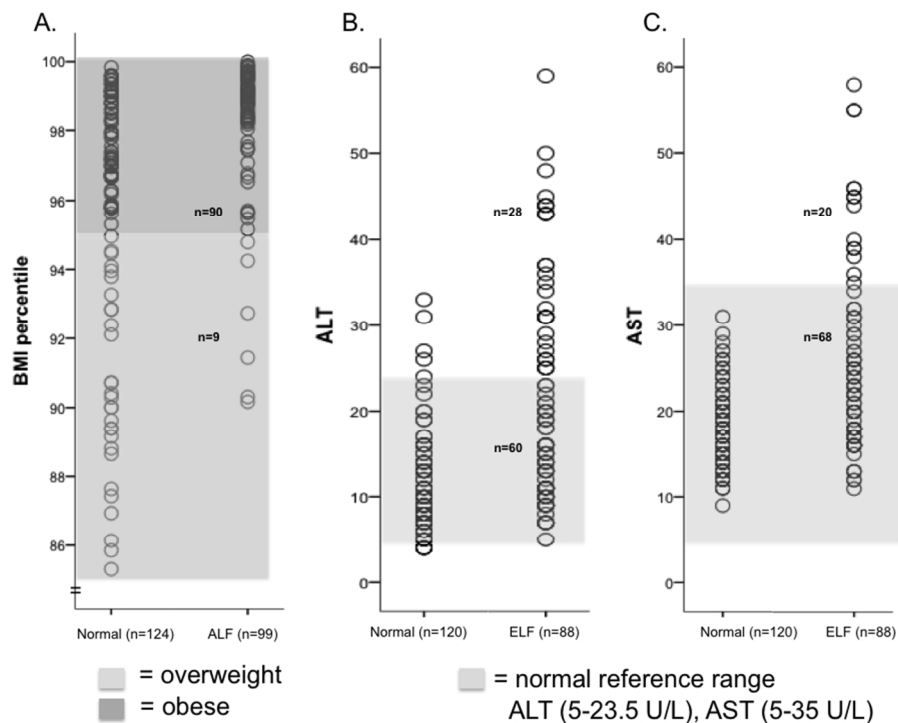 A.
BMI percentile
100
98
96
94
92
90
88
86
=
n=90
n=9
Normal (n=124) ALF (n=99)
= overweight
= obese
B.
ALT
60
50
40
30
20
10
0
n=28
n=60
Normal (n=120) ELF (n=88)
C.
AST
60
50
40
30
20
10
0
n=20
n=68
Normal (n=120) ELF (n=88)
= normal reference range
ALT (5-23.5 U/L), AST (5-35 U/L)